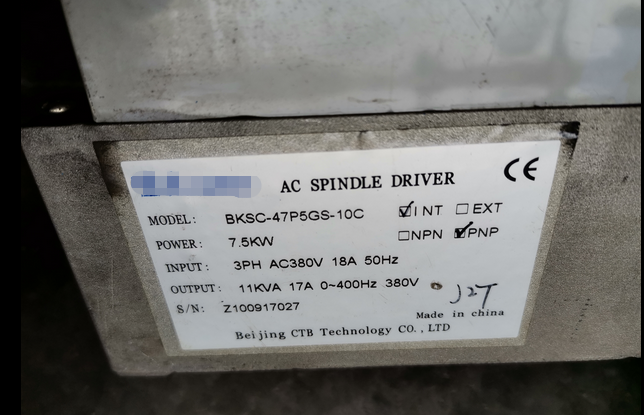 AC SPINDLE DRIVER CE
MODEL: BKSC-47P5GS-10C ☑INT ☐EXT
POWER: 7.5KW ☐NPN ☑PNP
INPUT: 3PH AC380V 18A 50Hz
OUTPUT: 11KVA 17A 0~400Hz 380V
S/N: Z100917027
Made in china
Beijing CTB Technology CO., LTD